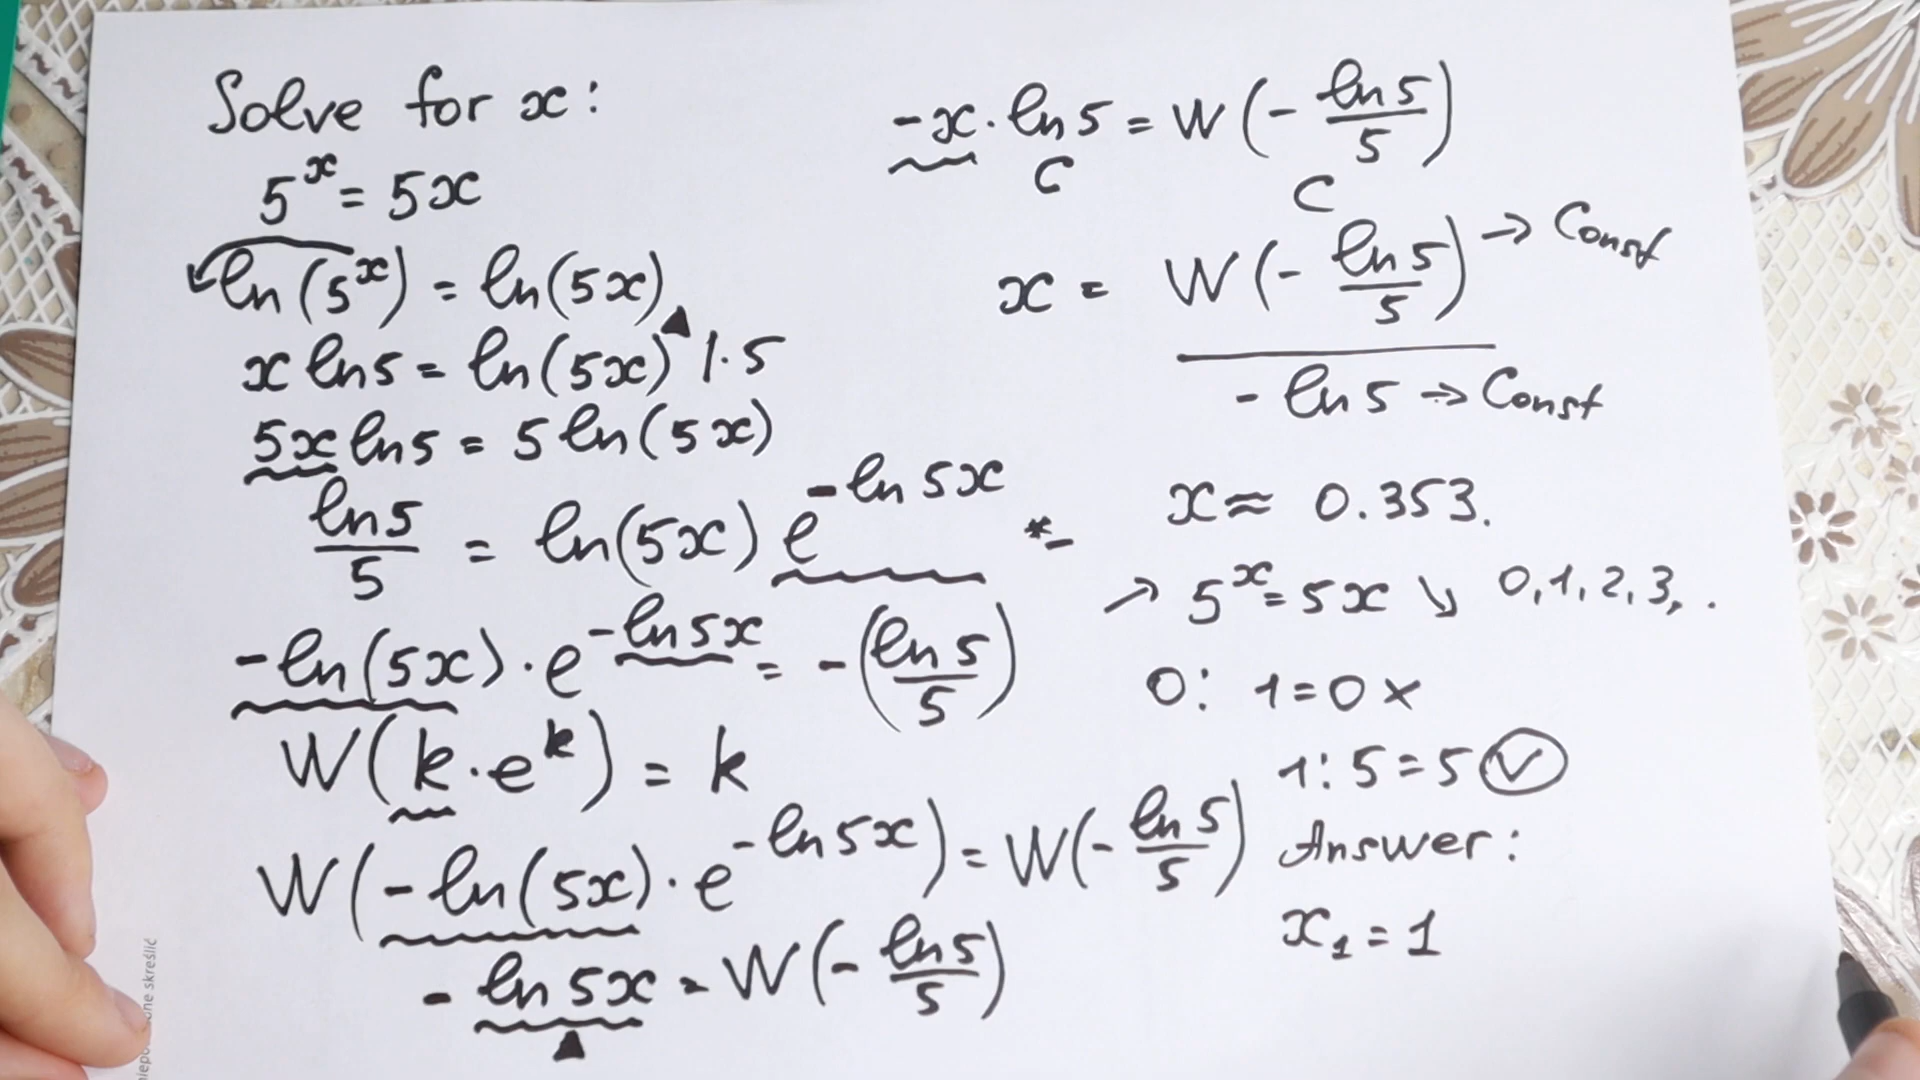 Solve for x:
5^x = 5x
ln(5^x) = ln(5x)
x ln5 = ln(5x) ▲ | · 5
5x ln5 = 5 ln(5x)
ln5/5 = ln(5x) e^(-ln5x) *-
-ln(5x) · e^(-ln5x) = -(ln5/5)
W(k · e^k) = k
W(-ln(5x) · e^(-ln5x)) = W(-ln5/5)
-ln5x = W(-ln5/5)
▲
-x · ln5 = W(-ln5/5)
C C
x = W(-ln5/5) → Const
-ln5 → Const
x ≈ 0.353.
→ 5^x = 5x ↘ 0,1,2,3,.
0: 1=0 ×
1: 5=5 ✓
Answer:
x₁ = 1
one skreślić